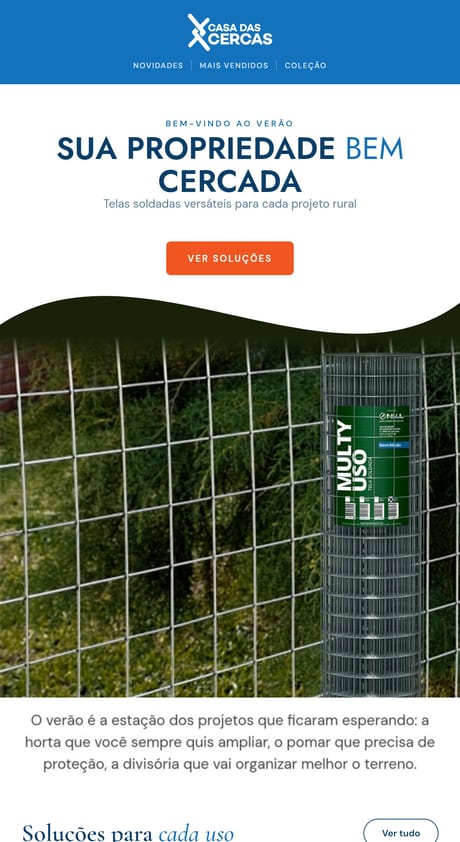 CASA DAS
CERCAS
NOVIDADES
MAIS VENDIDOS
COLEÇÃO
BEM-VINDO AO VERÃO
SUA PROPRIEDADE BEM
CERCADA
Telas soldadas versáteis para cada projeto rural
VER SOLUÇÕES
MULTY
USO
TELA SOLDADA
O verão é a estação dos projetos que ficaram esperando: a
horta que você sempre quis ampliar, o pomar que precisa de
proteção, a divisória que vai organizar melhor o terreno.
Soluções para cada uso
Ver tudo